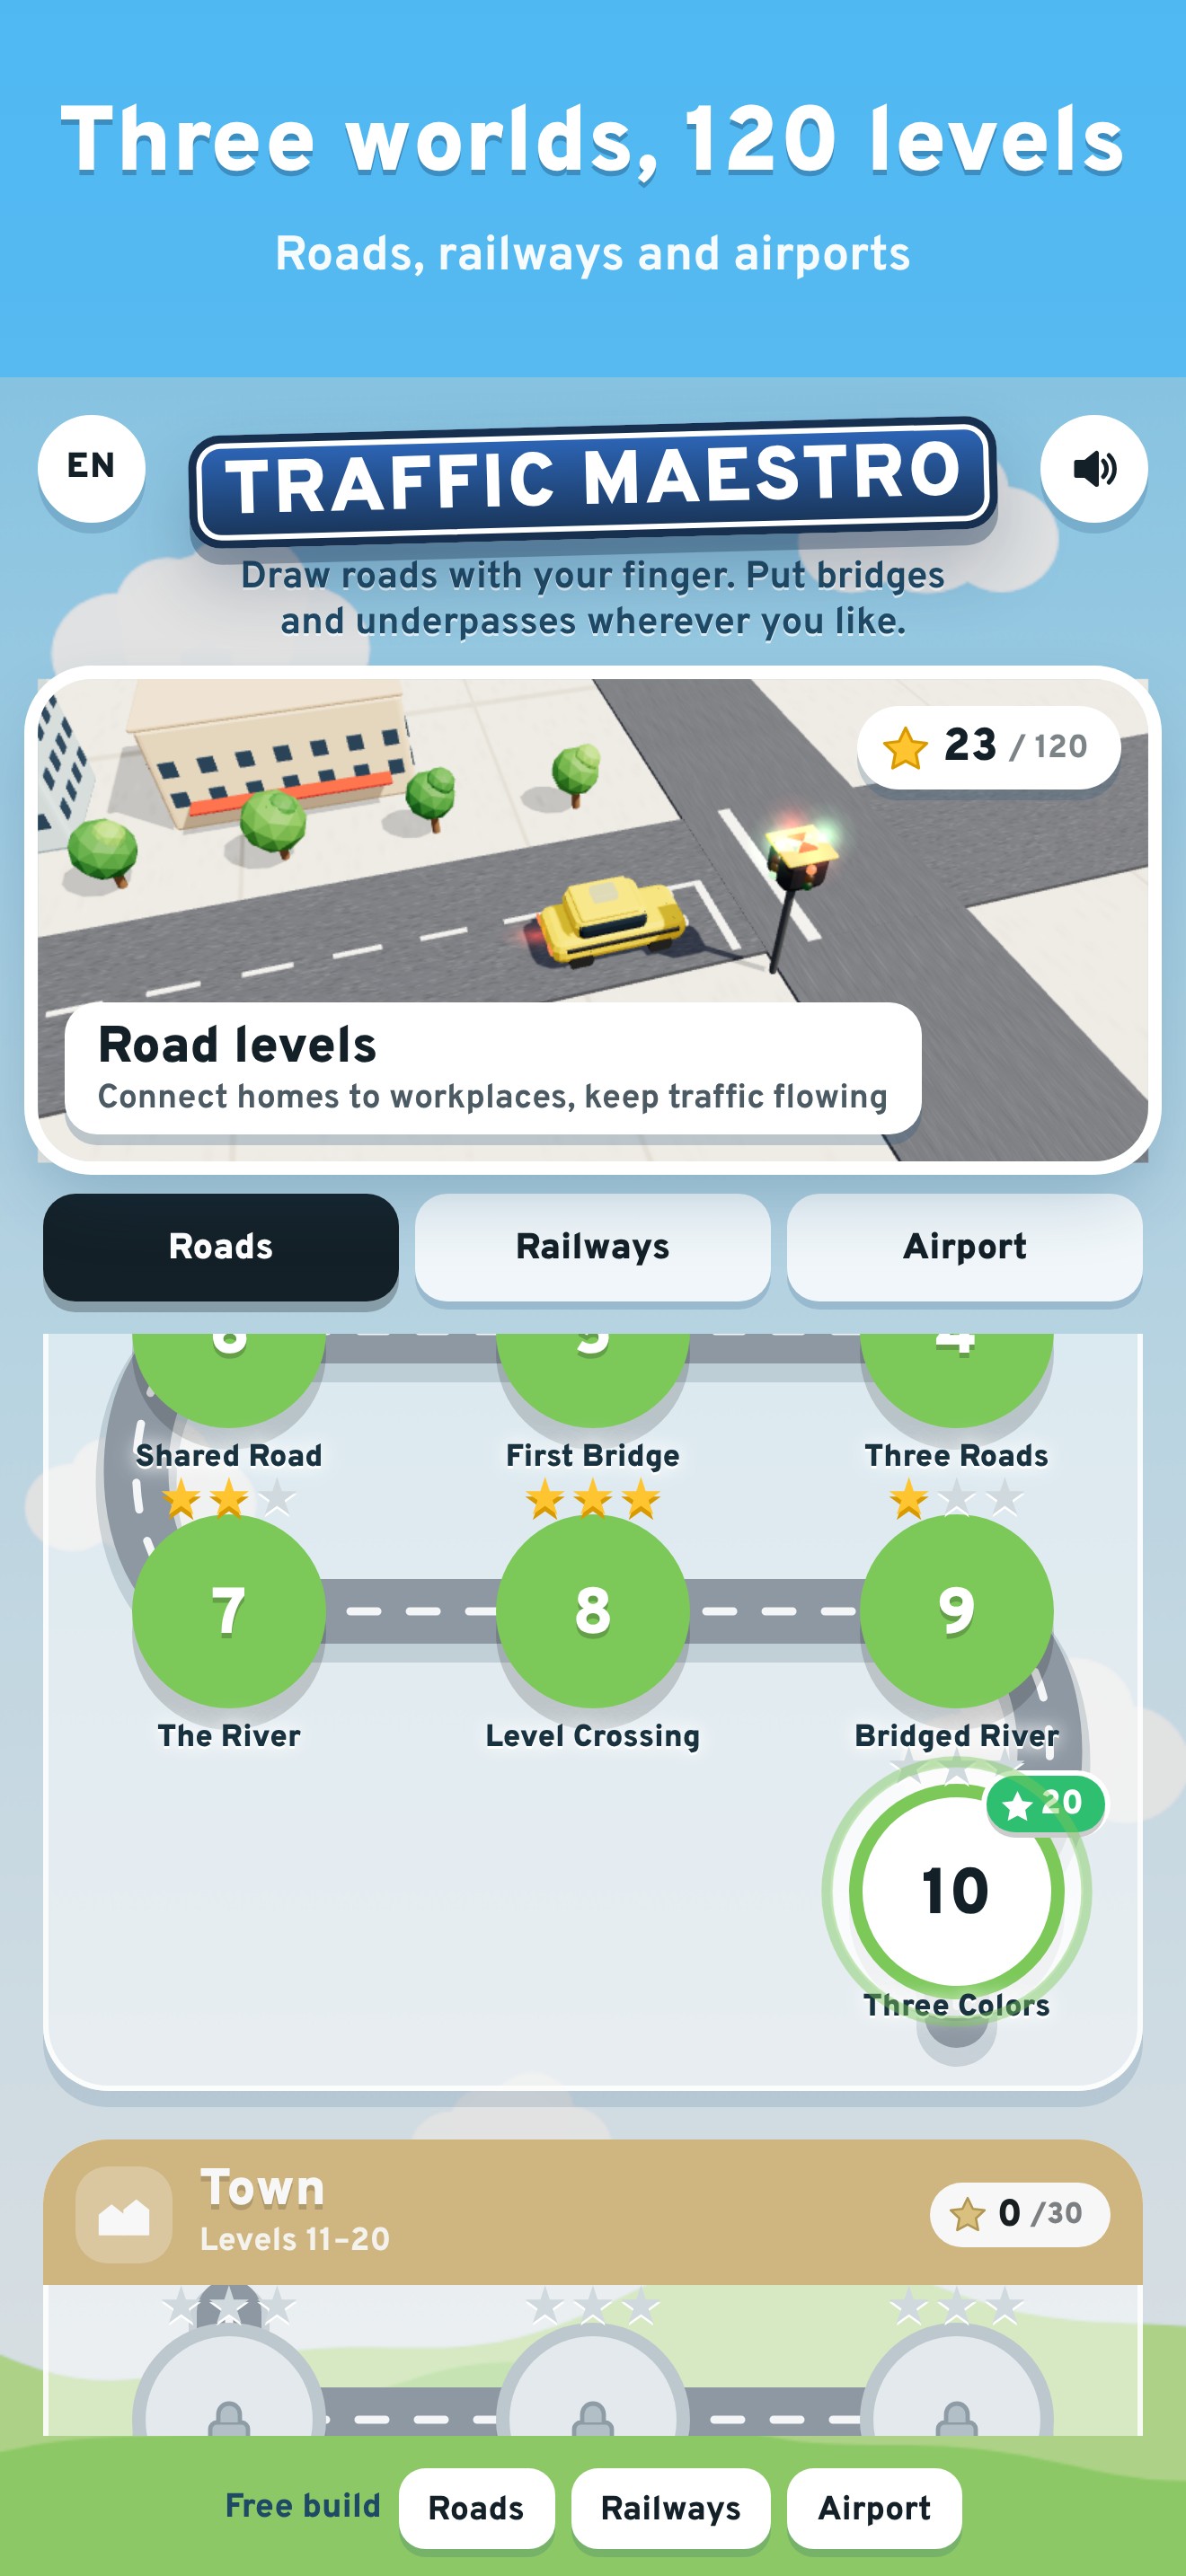 Three worlds, 120 levels
Roads, railways and airports
EN
TRAFFIC MAESTRO
Draw roads with your finger. Put bridges
and underpasses wherever you like.
23 / 120
Road levels
Connect homes to workplaces, keep traffic flowing
Roads
Railways
Airport
6
5
4
Shared Road
First Bridge
Three Roads
7
8
9
The River
Level Crossing
Bridged River
20
10
Three Colors
Town
Levels 11–20
0 /30
Free build
Roads
Railways
Airport